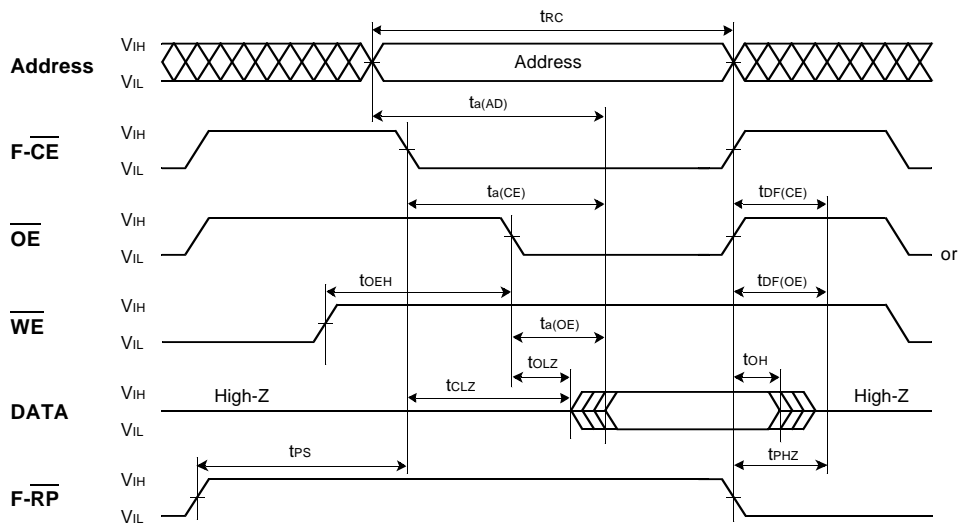 tRC
Address VIH VIL Address
ta(AD)
F-CE VIH VIL
ta(CE) tDF(CE)
OE VIH VIL or
tOEH tDF(OE)
WE VIH VIL
ta(OE)
tOLZ tOH
DATA VIH VIL High-Z tCLZ High-Z
tPS tPHZ
F-RP VIH VIL